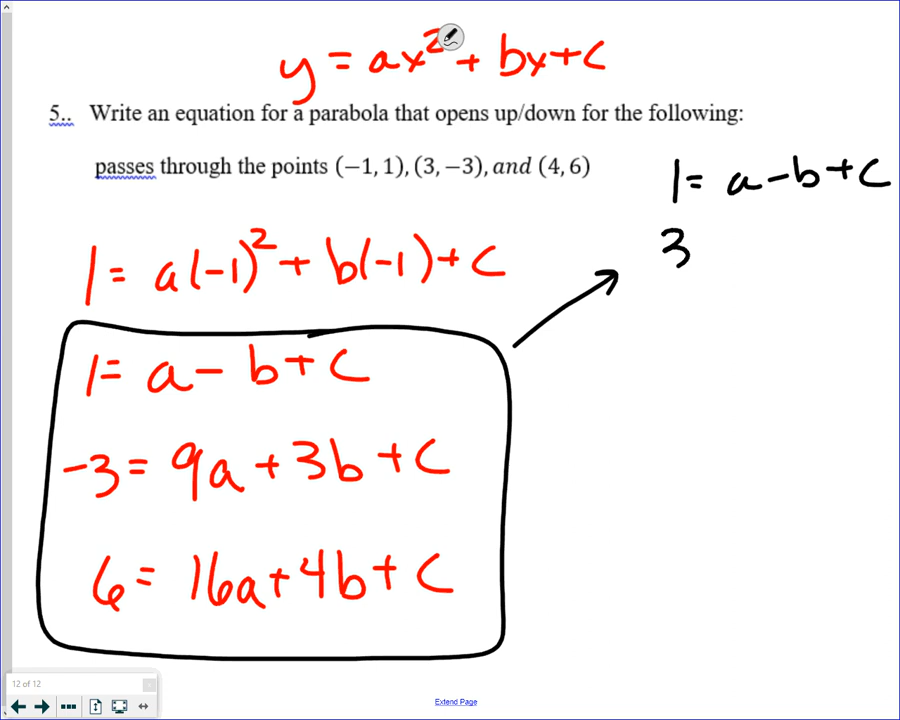 y = ax² + bx + c
5.. Write an equation for a parabola that opens up/down for the following:
passes through the points (−1, 1), (3, −3), and (4, 6)
1 = a − b + c
3
1 = a(−1)² + b(−1) + c
1 = a − b + c
−3 = 9a + 3b + c
6 = 16a + 4b + c
12 of 12
Extend Page